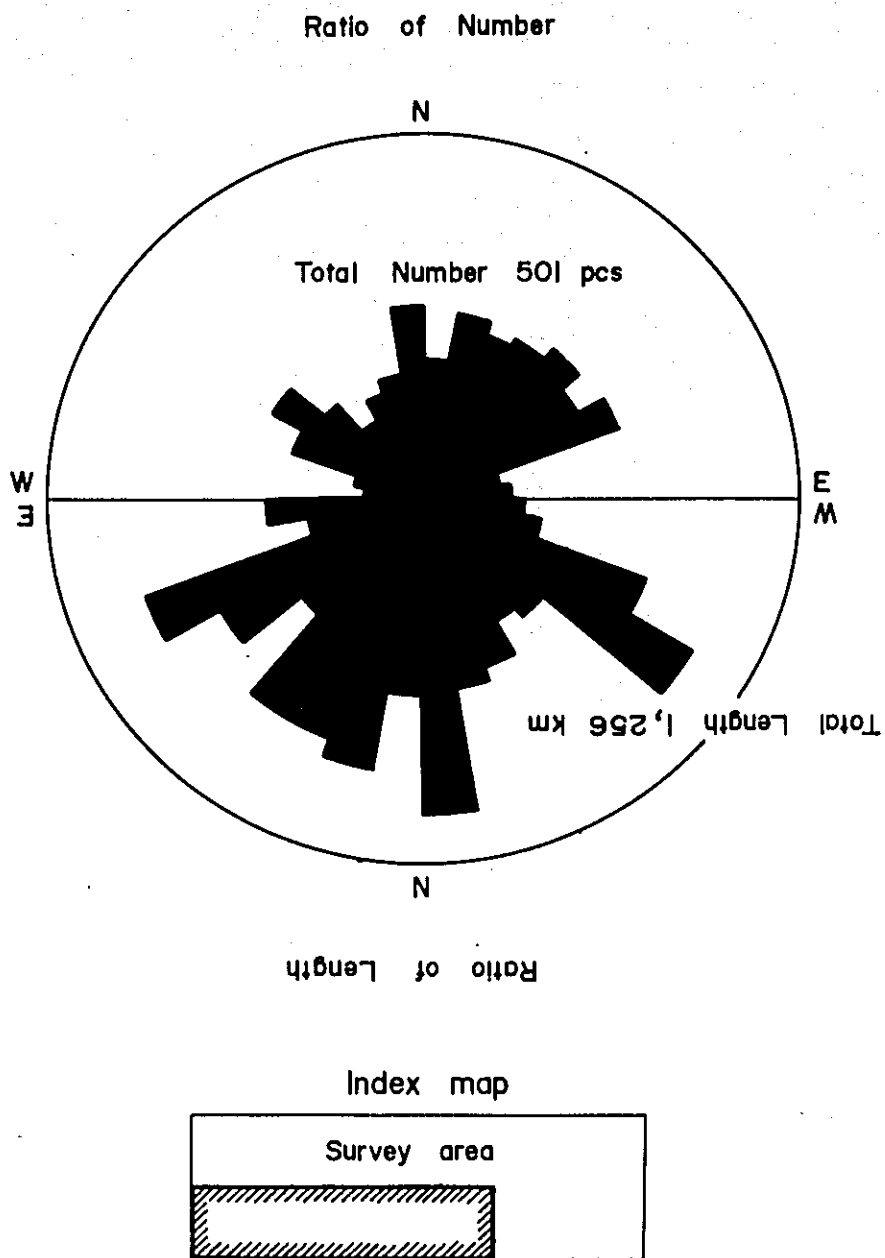 Ratio of Number
N
Total Number 501 pcs
W
E
E
W
Total Length 1,256 km
N
Ratio of Length
Index map
Survey area